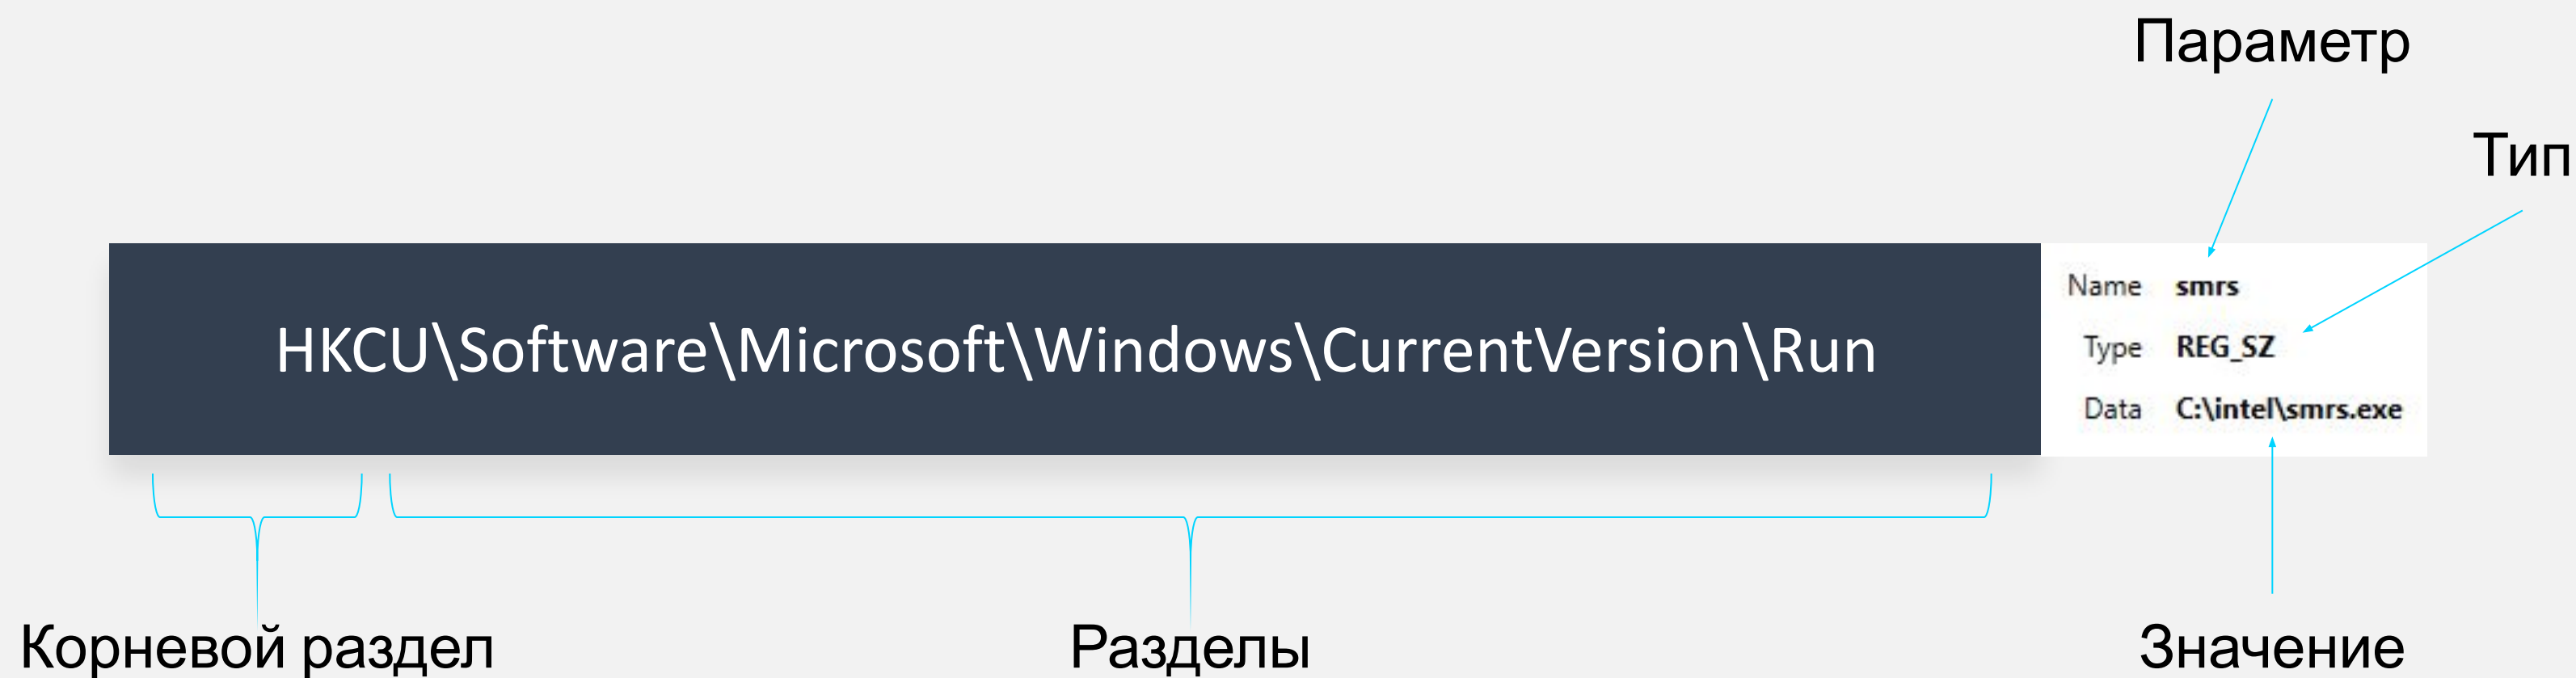 Параметр
Тип
HKCU\Software\Microsoft\Windows\CurrentVersion\Run
Name smrs
Type REG_SZ
Data C:\intel\smrs.exe
Корневой раздел
Разделы
Значение